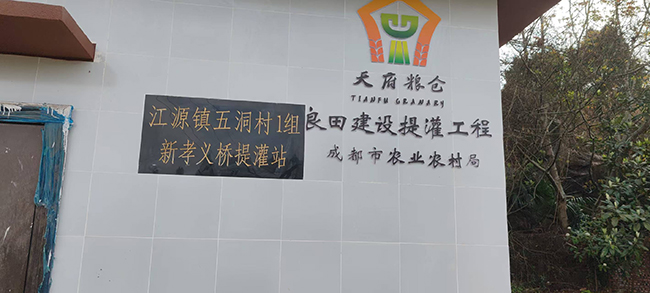 天府粮仓
TIANFU GRANARY
江源镇五洞村1组
新孝义桥提灌站
良田建设提灌工程
成都市农业农村局